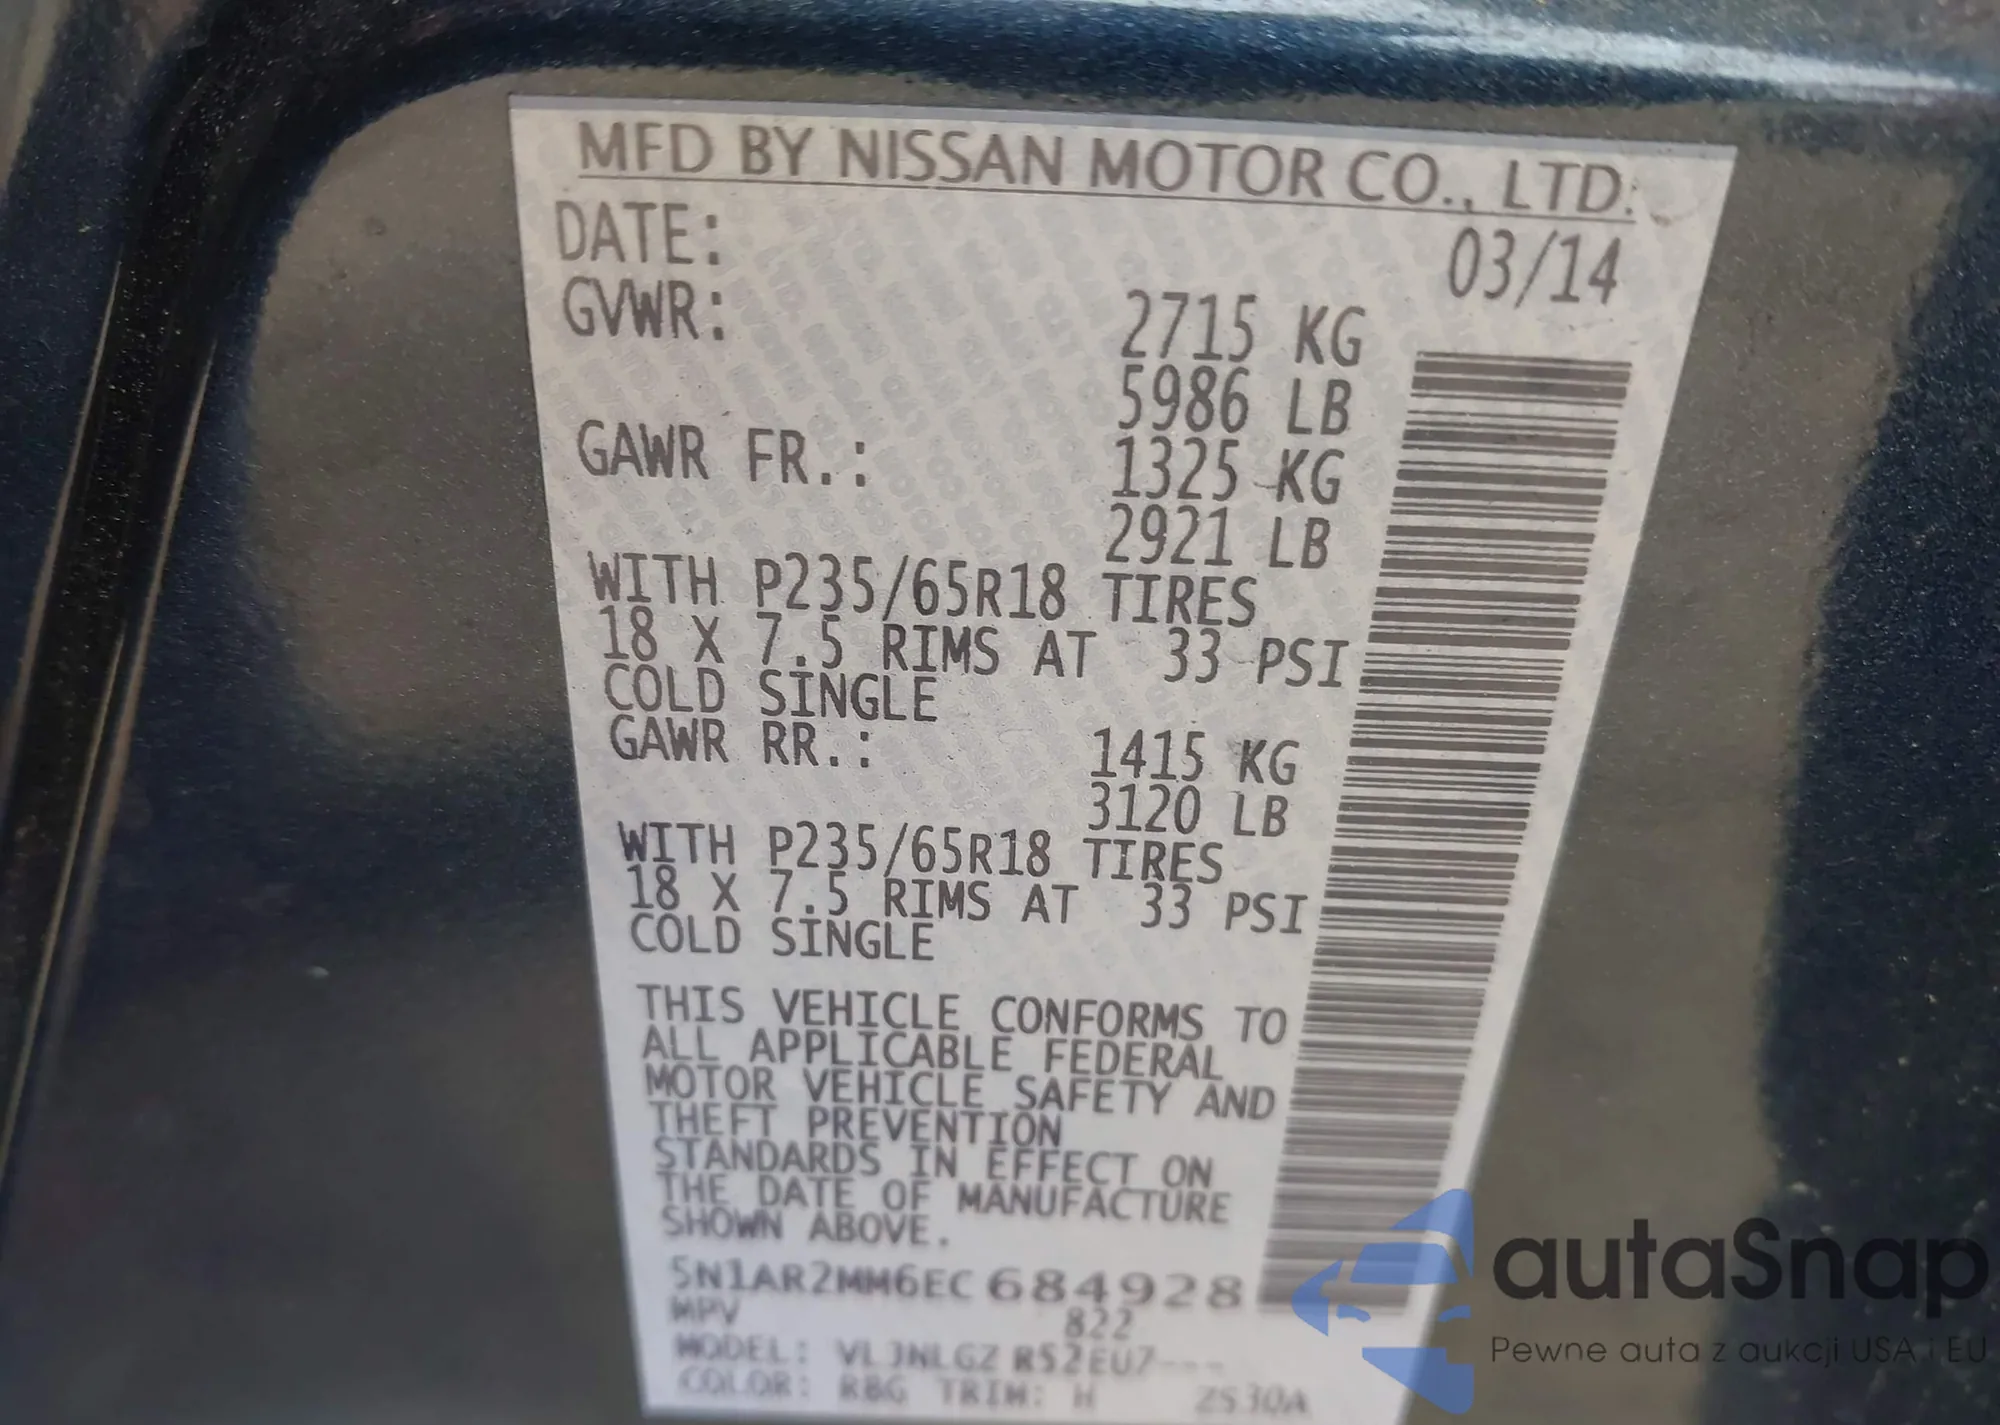 MFD BY NISSAN MOTOR CO., LTD.
DATE: 03/14
GVWR: 2715 KG
5986 LB
GAWR FR.: 1325 KG
2921 LB
WITH P235/65R18 TIRES
18 X 7.5 RIMS AT 33 PSI
COLD SINGLE
GAWR RR.: 1415 KG
3120 LB
WITH P235/65R18 TIRES
18 X 7.5 RIMS AT 33 PSI
COLD SINGLE
THIS VEHICLE CONFORMS TO
ALL APPLICABLE FEDERAL
MOTOR VEHICLE SAFETY AND
THEFT PREVENTION
STANDARDS IN EFFECT ON
THE DATE OF MANUFACTURE
SHOWN ABOVE.
5N1AR2MM6EC684928
MPV 822
MODEL: VLJNLGZ R52EU7---
COLOR: RBG TRIM: H 2S30A
autaSnap
Pewne auta z aukcji USA i EU